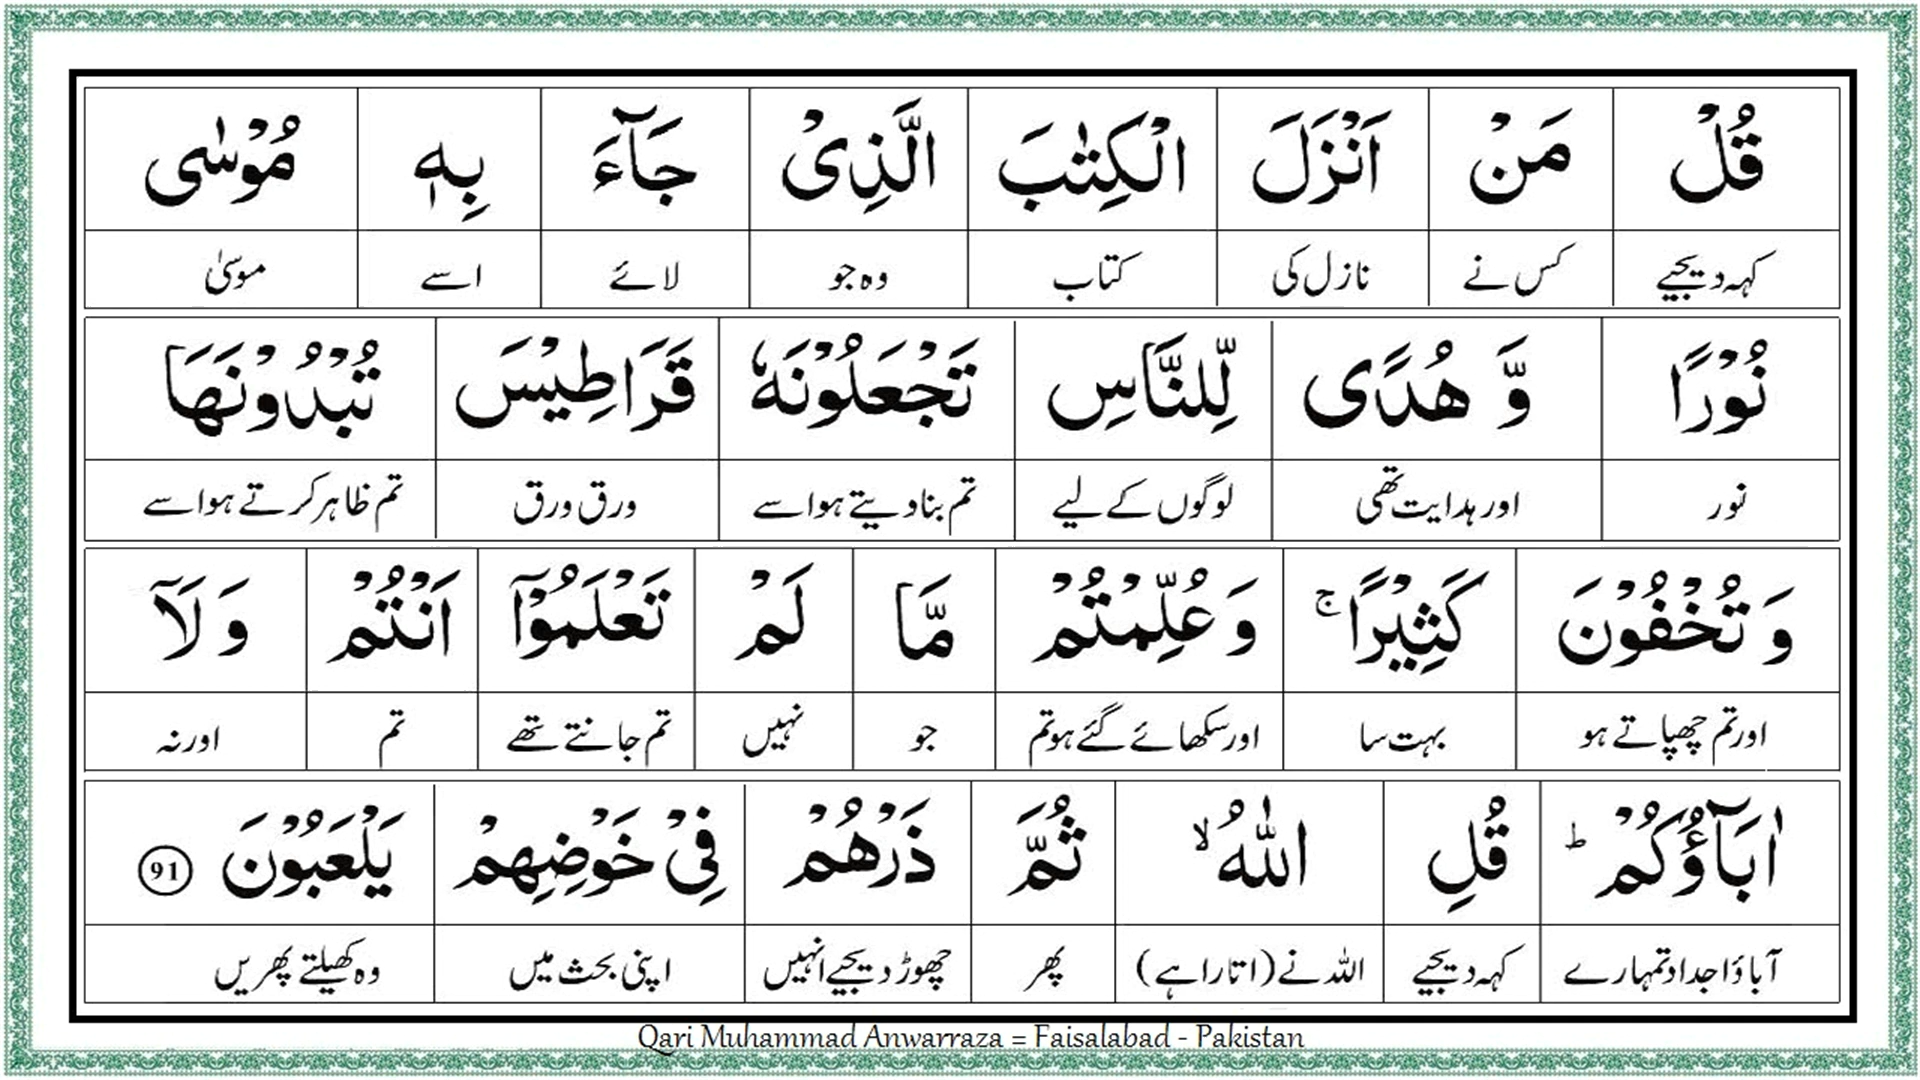 قُلْ مَنْ اَنْزَلَ الْكِتٰبَ الَّذِیْ جَآءَ بِهٖ مُوْسٰی
کہہ دیجیے کس نے نازل کی کتاب وہ جو لائے اسے موسیٰ
نُوْرًا وَّ هُدًی لِّلنَّاسِ تَجْعَلُوْنَهٗ قَرَاطِیْسَ تُبْدُوْنَهَا
نور اور ہدایت تھی لوگوں کے لیے تم بنا دیتے ہو اسے ورق ورق تم ظاہر کرتے ہو اسے
وَ تُخْفُوْنَ كَثِیْرًا ۚ وَ عُلِّمْتُمْ مَّا لَمْ تَعْلَمُوْۤا اَنْتُمْ وَ لَاۤ
اور تم چھپاتے ہو بہت سا اور سکھائے گئے ہو تم جو نہیں تم جانتے تھے تم اور نہ
اٰبَآؤُكُمْ ؕ قُلِ اللّٰهُ ۙ ثُمَّ ذَرْهُمْ فِیْ خَوْضِهِمْ یَلْعَبُوْنَ 91
آباؤ اجداد تمہارے کہہ دیجیے اللہ نے (اتارا ہے) پھر چھوڑ دیجیے انہیں اپنی بحث میں وہ کھیلتے پھریں
Qari Muhammad Anwarraza = Faisalabad - Pakistan